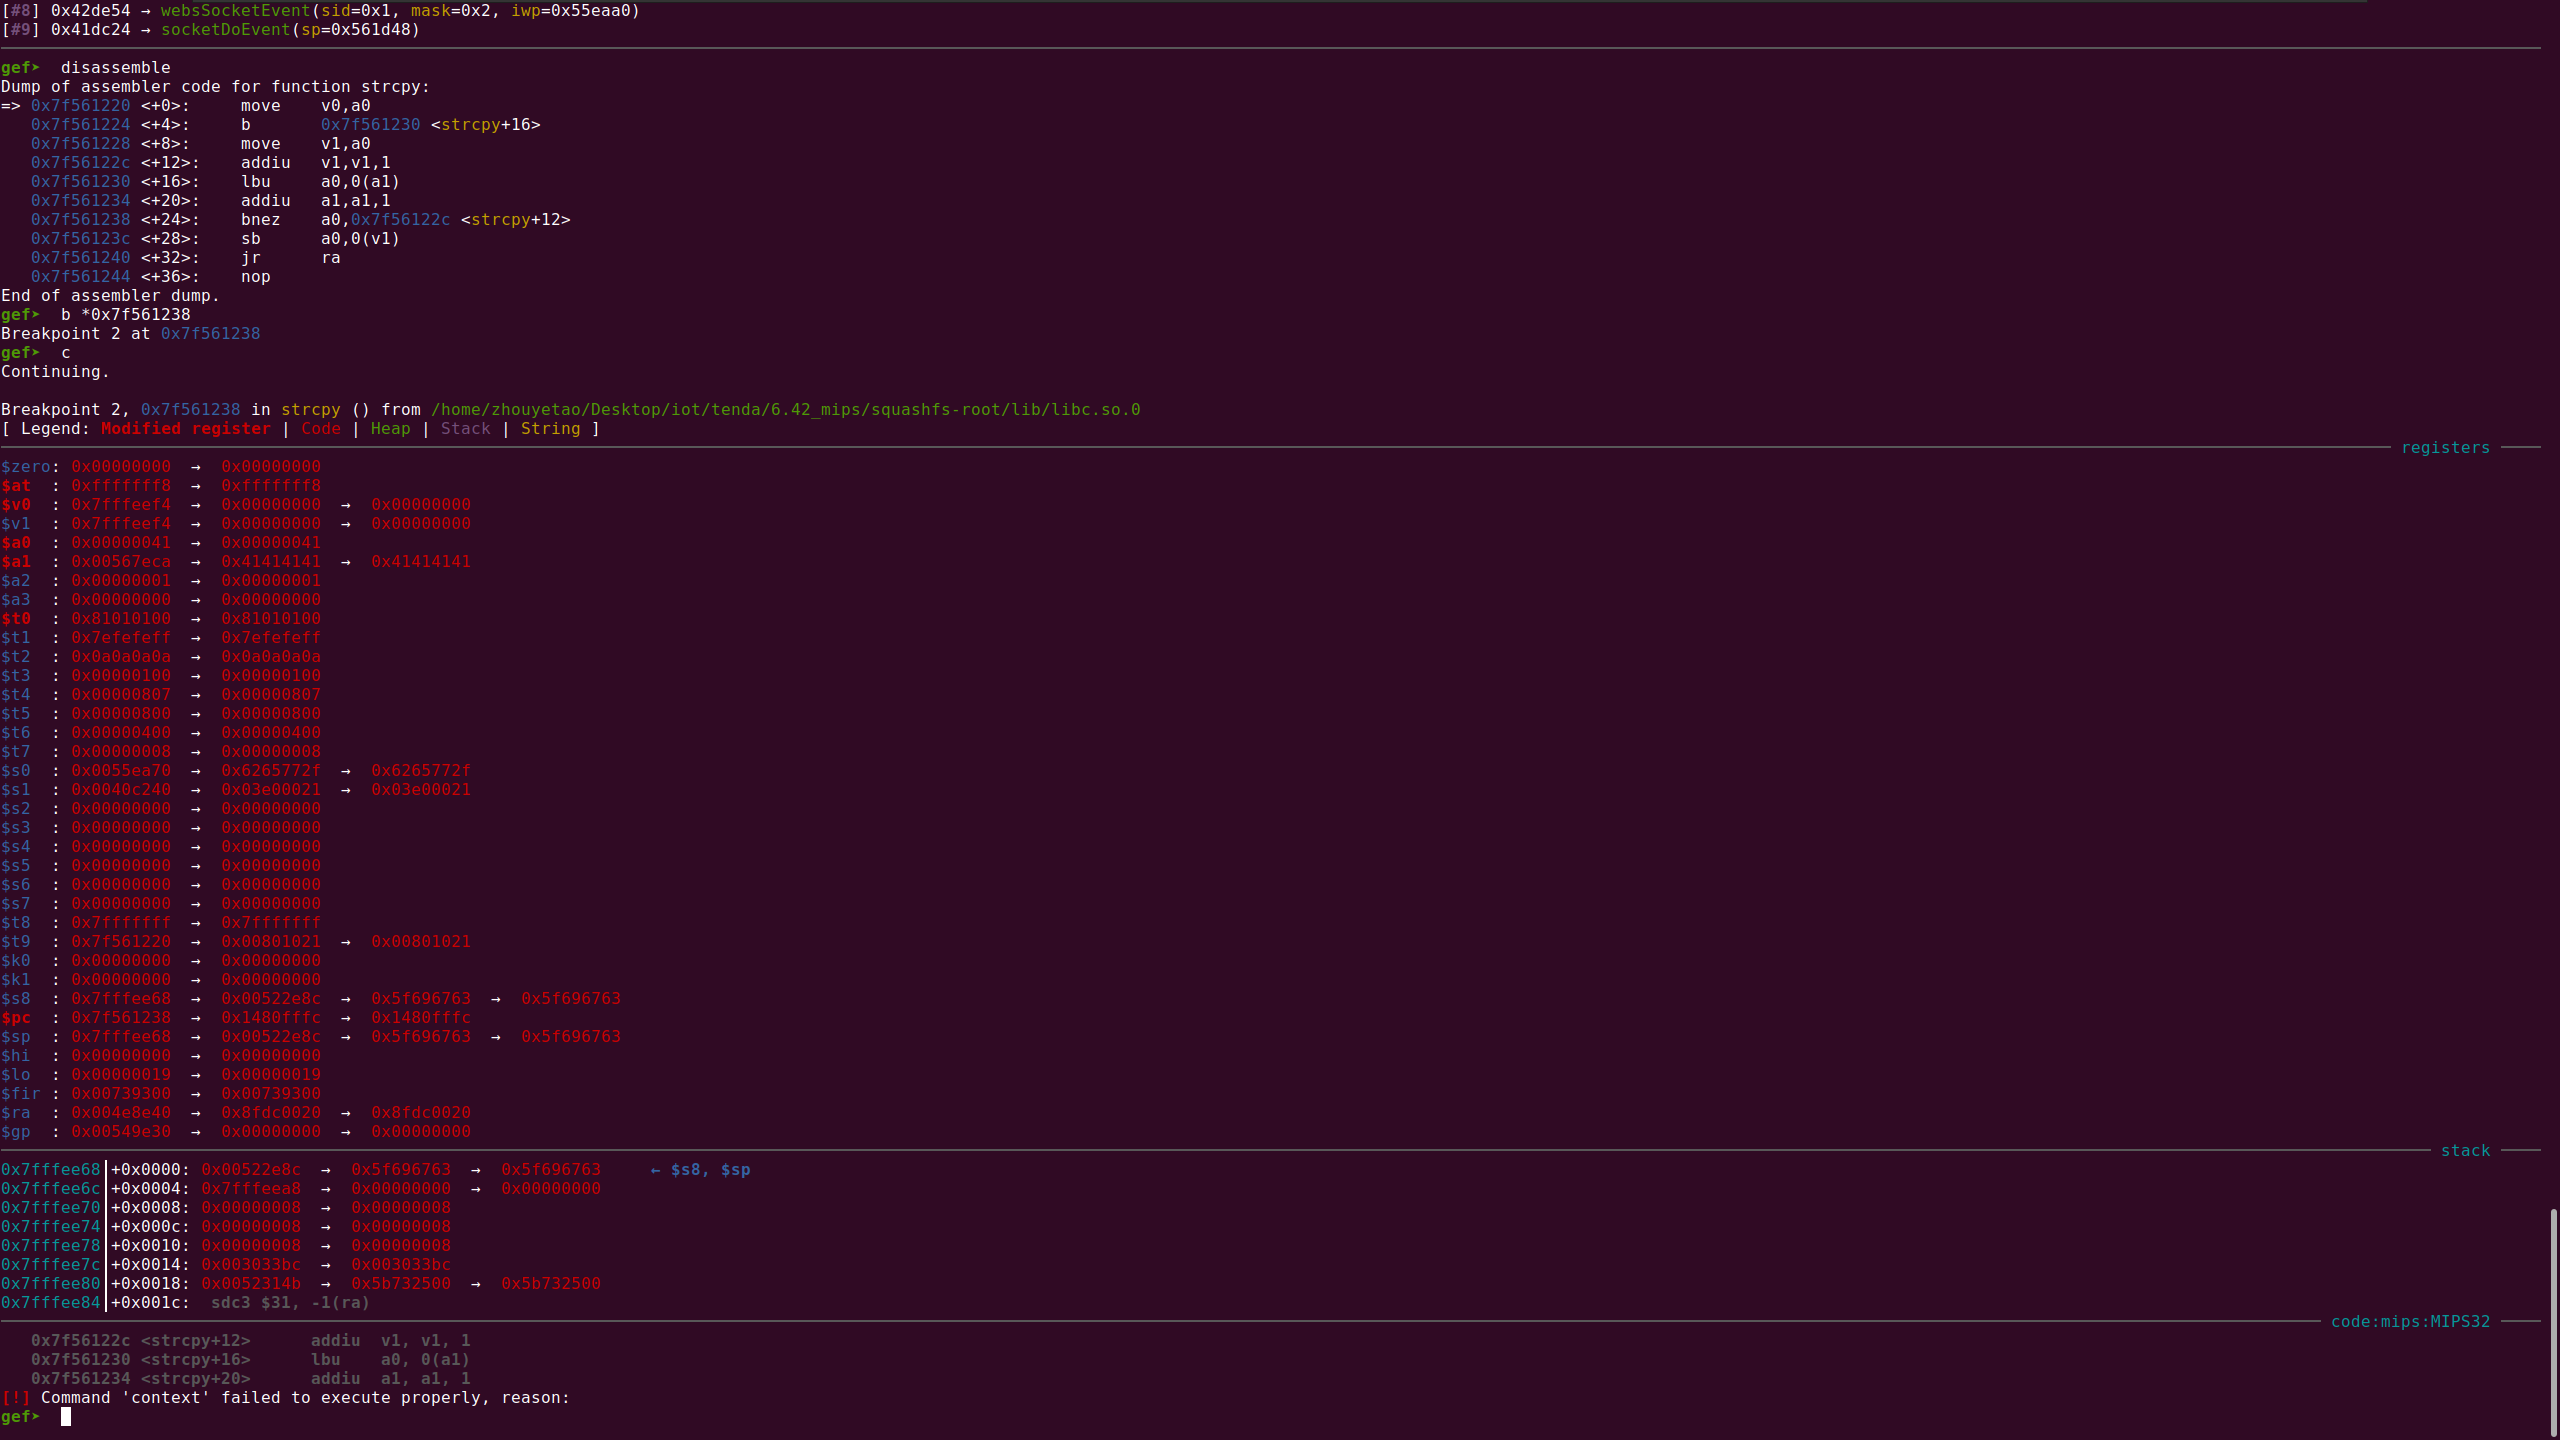 [#8] 0x42de54 → websSocketEvent(sid=0x1, mask=0x2, iwp=0x55eaa0)
[#9] 0x41dc24 → socketDoEvent(sp=0x561d48)
gef➤  disassemble
Dump of assembler code for function strcpy:
=> 0x7f561220 <+0>:     move    v0,a0
   0x7f561224 <+4>:     b       0x7f561230 <strcpy+16>
   0x7f561228 <+8>:     move    v1,a0
   0x7f56122c <+12>:    addiu   v1,v1,1
   0x7f561230 <+16>:    lbu     a0,0(a1)
   0x7f561234 <+20>:    addiu   a1,a1,1
   0x7f561238 <+24>:    bnez    a0,0x7f56122c <strcpy+12>
   0x7f56123c <+28>:    sb      a0,0(v1)
   0x7f561240 <+32>:    jr      ra
   0x7f561244 <+36>:    nop
End of assembler dump.
gef➤  b *0x7f561238
Breakpoint 2 at 0x7f561238
gef➤  c
Continuing.
Breakpoint 2, 0x7f561238 in strcpy () from /home/zhouyetao/Desktop/iot/tenda/6.42_mips/squashfs-root/lib/libc.so.0
[ Legend: Modified register | Code | Heap | Stack | String ]
registers
$zero: 0x00000000  →  0x00000000
$at  : 0xfffffff8  →  0xfffffff8
$v0  : 0x7fffeef4  →  0x00000000  →  0x00000000
$v1  : 0x7fffeef4  →  0x00000000  →  0x00000000
$a0  : 0x00000041  →  0x00000041
$a1  : 0x00567eca  →  0x41414141  →  0x41414141
$a2  : 0x00000001  →  0x00000001
$a3  : 0x00000000  →  0x00000000
$t0  : 0x81010100  →  0x81010100
$t1  : 0x7efefeff  →  0x7efefeff
$t2  : 0x0a0a0a0a  →  0x0a0a0a0a
$t3  : 0x00000100  →  0x00000100
$t4  : 0x00000807  →  0x00000807
$t5  : 0x00000800  →  0x00000800
$t6  : 0x00000400  →  0x00000400
$t7  : 0x00000008  →  0x00000008
$s0  : 0x0055ea70  →  0x6265772f  →  0x6265772f
$s1  : 0x0040c240  →  0x03e00021  →  0x03e00021
$s2  : 0x00000000  →  0x00000000
$s3  : 0x00000000  →  0x00000000
$s4  : 0x00000000  →  0x00000000
$s5  : 0x00000000  →  0x00000000
$s6  : 0x00000000  →  0x00000000
$s7  : 0x00000000  →  0x00000000
$t8  : 0x7fffffff  →  0x7fffffff
$t9  : 0x7f561220  →  0x00801021  →  0x00801021
$k0  : 0x00000000  →  0x00000000
$k1  : 0x00000000  →  0x00000000
$s8  : 0x7fffee68  →  0x00522e8c  →  0x5f696763  →  0x5f696763
$pc  : 0x7f561238  →  0x1480fffc  →  0x1480fffc
$sp  : 0x7fffee68  →  0x00522e8c  →  0x5f696763  →  0x5f696763
$hi  : 0x00000000  →  0x00000000
$lo  : 0x00000019  →  0x00000019
$fir : 0x00739300  →  0x00739300
$ra  : 0x004e8e40  →  0x8fdc0020  →  0x8fdc0020
$gp  : 0x00549e30  →  0x00000000  →  0x00000000
stack
0x7fffee68│+0x0000: 0x00522e8c  →  0x5f696763  →  0x5f696763     ← $s8, $sp
0x7fffee6c│+0x0004: 0x7fffeea8  →  0x00000000  →  0x00000000
0x7fffee70│+0x0008: 0x00000008  →  0x00000008
0x7fffee74│+0x000c: 0x00000008  →  0x00000008
0x7fffee78│+0x0010: 0x00000008  →  0x00000008
0x7fffee7c│+0x0014: 0x003033bc  →  0x003033bc
0x7fffee80│+0x0018: 0x0052314b  →  0x5b732500  →  0x5b732500
0x7fffee84│+0x001c:  sdc3 $31, -1(ra)
code:mips:MIPS32
   0x7f56122c <strcpy+12>      addiu  v1, v1, 1
   0x7f561230 <strcpy+16>      lbu    a0, 0(a1)
   0x7f561234 <strcpy+20>      addiu  a1, a1, 1
[!] Command 'context' failed to execute properly, reason:
gef➤